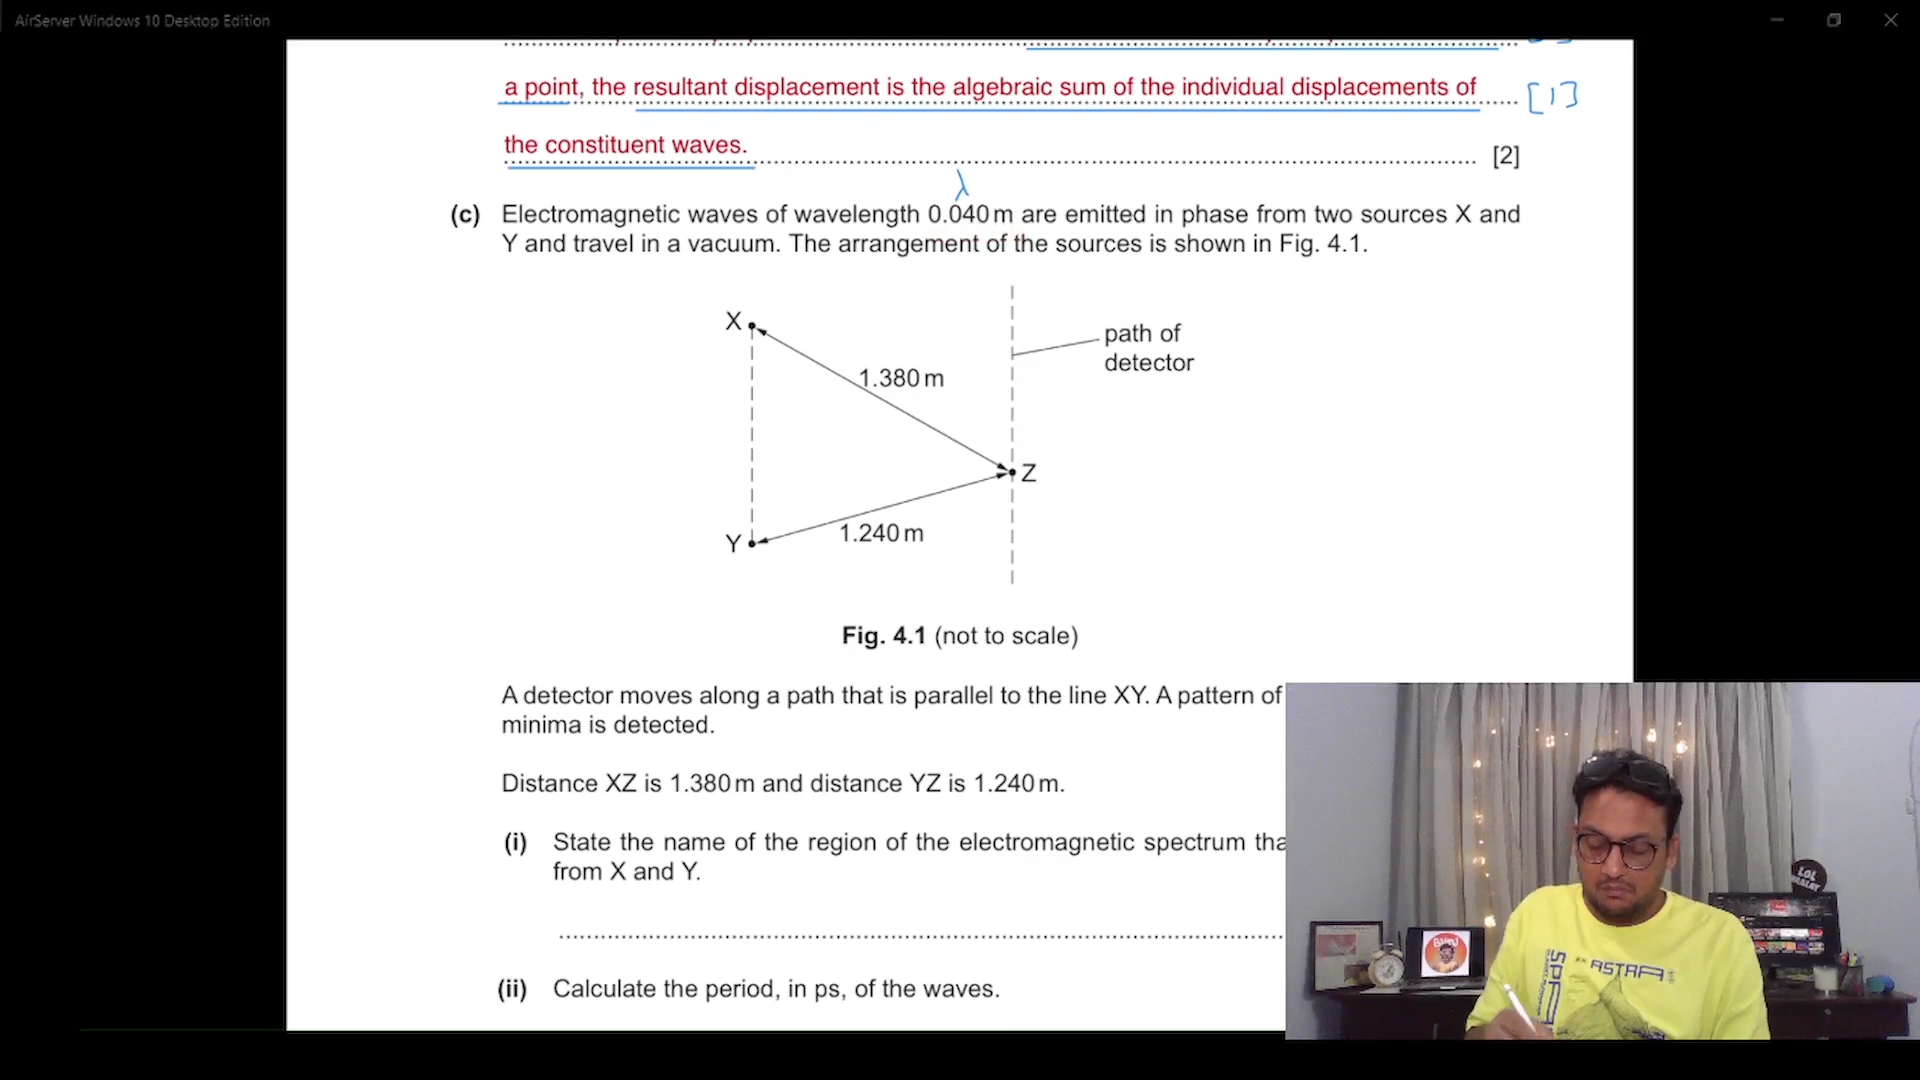 AirServer Windows 10 Desktop Edition
a point, the resultant displacement is the algebraic sum of the individual displacements of
[1]
the constituent waves. [2]
λ
(c) Electromagnetic waves of wavelength 0.040 m are emitted in phase from two sources X and
Y and travel in a vacuum. The arrangement of the sources is shown in Fig. 4.1.
X
path of
detector
1.380 m
Z
Y
1.240 m
Fig. 4.1 (not to scale)
A detector moves along a path that is parallel to the line XY. A pattern of
minima is detected.
Distance XZ is 1.380 m and distance YZ is 1.240 m.
(i) State the name of the region of the electromagnetic spectrum
from X and Y.
(ii) Calculate the period, in ps, of the waves.
LOL
ASTRA